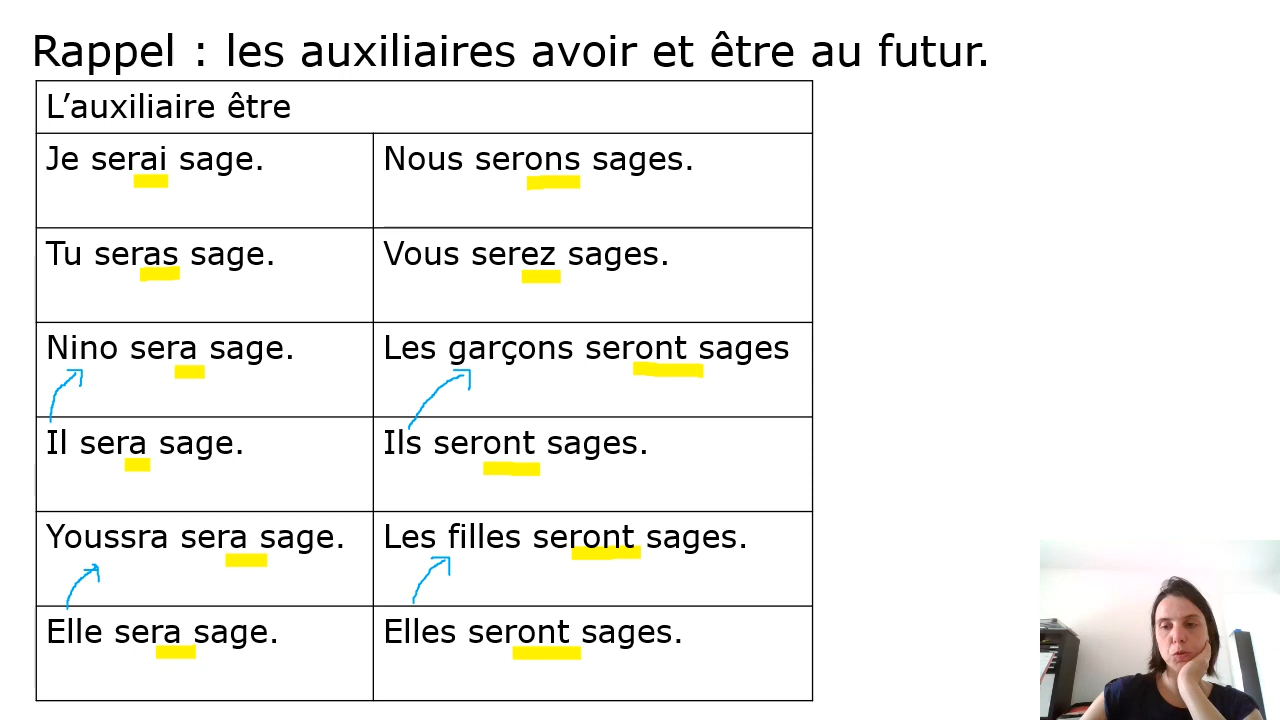 Rappel : les auxiliaires avoir et être au futur.
L’auxiliaire être
Je serai sage.
Nous serons sages.
Tu seras sage.
Vous serez sages.
Nino sera sage.
Les garçons seront sages
Il sera sage.
Ils seront sages.
Youssra sera sage.
Les filles seront sages.
Elle sera sage.
Elles seront sages.